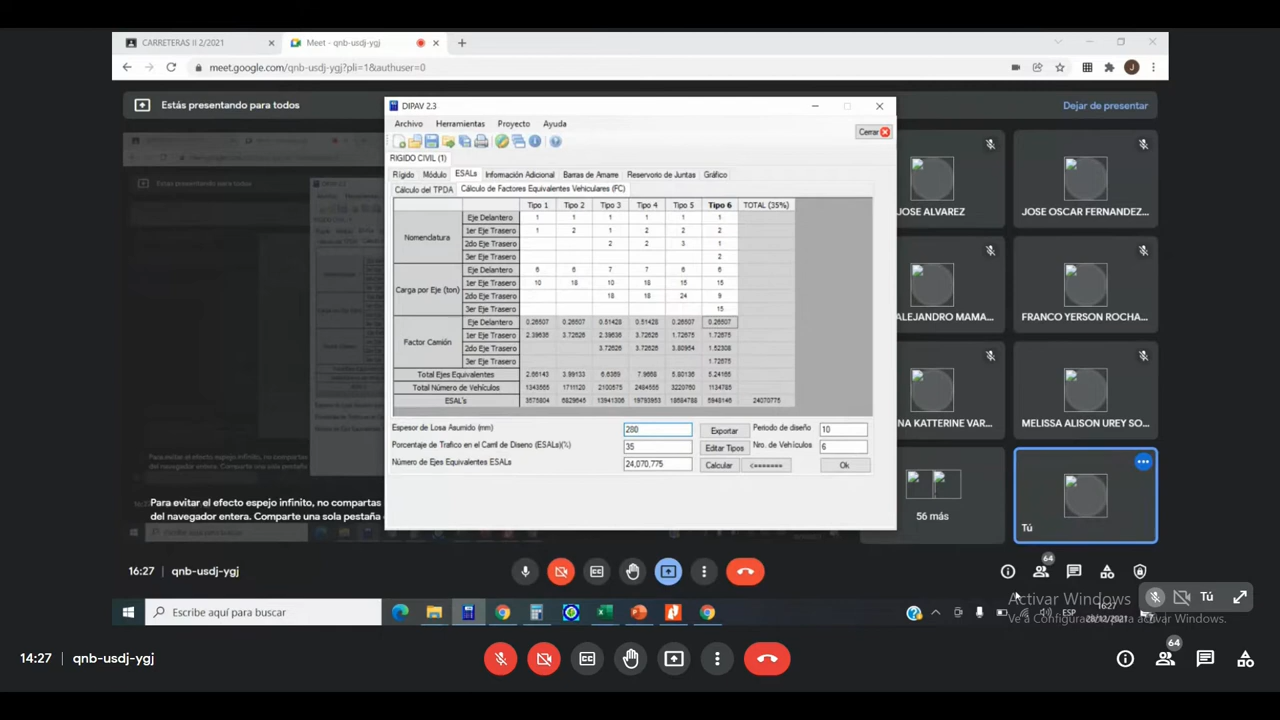 CARRETERAS II 2/2021
Meet - qnb-usdj-ygj
meet.google.com/qnb-usdj-ygj?pli=1&authuser=0
J
Estás presentando para todos
Dejar de presentar
DIPAV 2.3
Archivo Herramientas Proyecto Ayuda
Cerrar
RIGIDO CIVIL (1)
Rígido Módulo ESALs Información Adicional Barras de Amarre Reservorio de Juntas Gráfico
Cálculo del TPDA Cálculo de Factores Equivalentes Vehiculares (FC)
Tipo 1 Tipo 2 Tipo 3 Tipo 4 Tipo 5 Tipo 6 TOTAL (35%)
Nomenclatura
Eje Delantero 1 1 1 1 1 1
1er Eje Trasero 1 2 1 2 2 2
2do Eje Trasero 2 2 3 1
3er Eje Trasero 2
Carga por Eje (ton)
Eje Delantero 6 6 7 7 6 6
1er Eje Trasero 10 18 10 18 15 15
2do Eje Trasero 18 18 24 9
3er Eje Trasero 15
Factor Camión
Eje Delantero 0.26507 0.26507 0.51428 0.51428 0.26507 0.26507
1er Eje Trasero 2.39636 3.72626 2.39636 3.72626 1.72675 1.72675
2do Eje Trasero 3.72626 3.72626 3.80954 1.52308
3er Eje Trasero 1.72675
Total Ejes Equivalentes 2.66143 3.99133 6.6369 7.9668 5.80136 5.24165
Total Número de Vehículos 1343565 1711120 2100575 2484555 3220760 1134785
ESAL's 3575804 6829645 13941306 19793953 18684788 5948146 24070775
Espesor de Losa Asumido (mm) 280 Exportar Periodo de diseño 10
Porcentaje de Trafico en el Carril de Diseno (ESALs)(%) 35 Editar Tipos Nro. de Vehículos 6
Número de Ejes Equivalentes ESALs 24,070,775 Calcular <======= Ok
JOSE ALVAREZ
JOSE OSCAR FERNANDEZ...
ALEJANDRO MAMA...
FRANCO YERSON ROCHA...
NA KATTERINE VAR...
MELISSA ALISON UREY SO...
56 más
Tú
Para evitar el efecto espejo infinito, no compartas
del navegador entera. Comparte una sola pestaña
16:27 qnb-usdj-ygj
64
Activar Windows
Ve a Configuración para activar Windows.
Tú
Escribe aquí para buscar
ESP
16:27
28/12/2021
14:27 qnb-usdj-ygj
64